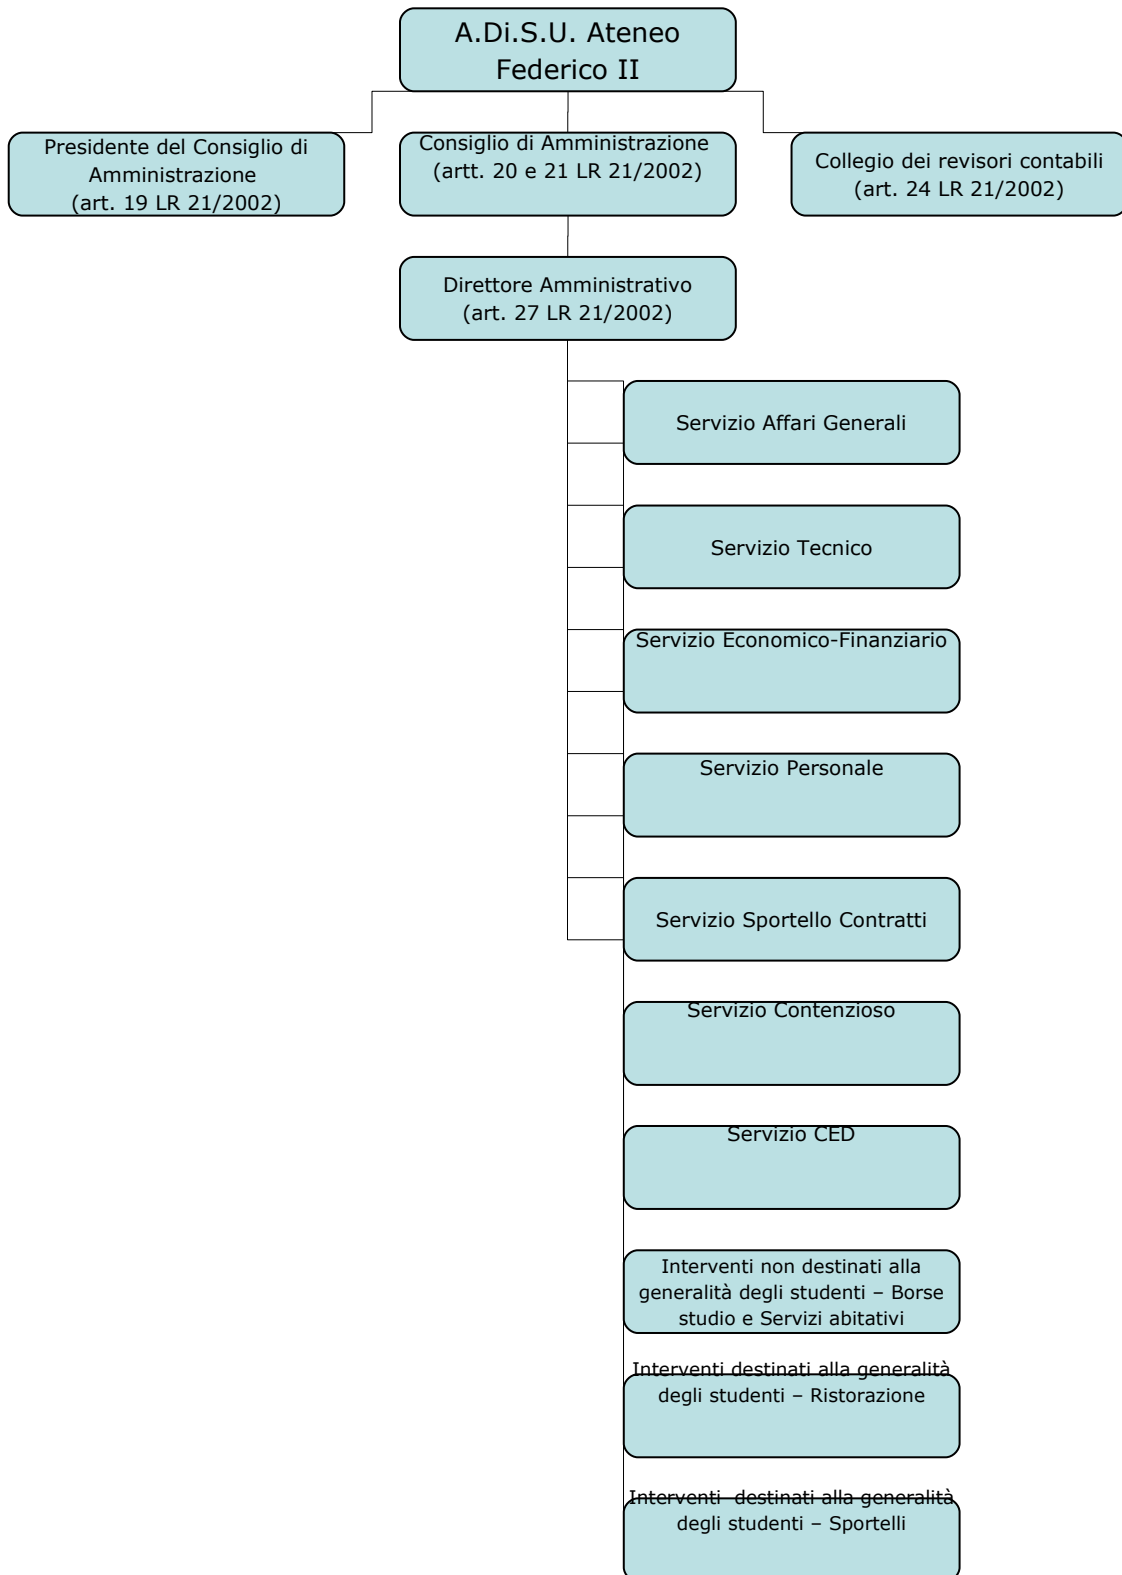 A.Di.S.U. Ateneo
Federico II
Presidente del Consiglio di
Amministrazione
(art. 19 LR 21/2002)
Consiglio di Amministrazione
(artt. 20 e 21 LR 21/2002)
Collegio dei revisori contabili
(art. 24 LR 21/2002)
Direttore Amministrativo
(art. 27 LR 21/2002)
Servizio Affari Generali
Servizio Tecnico
Servizio Economico-Finanziario
Servizio Personale
Servizio Sportello Contratti
Servizio Contenzioso
Servizio CED
Interventi non destinati alla
generalità degli studenti – Borse
studio e Servizi abitativi
Interventi destinati alla generalità
degli studenti – Ristorazione
Interventi destinati alla generalità
degli studenti – Sportelli